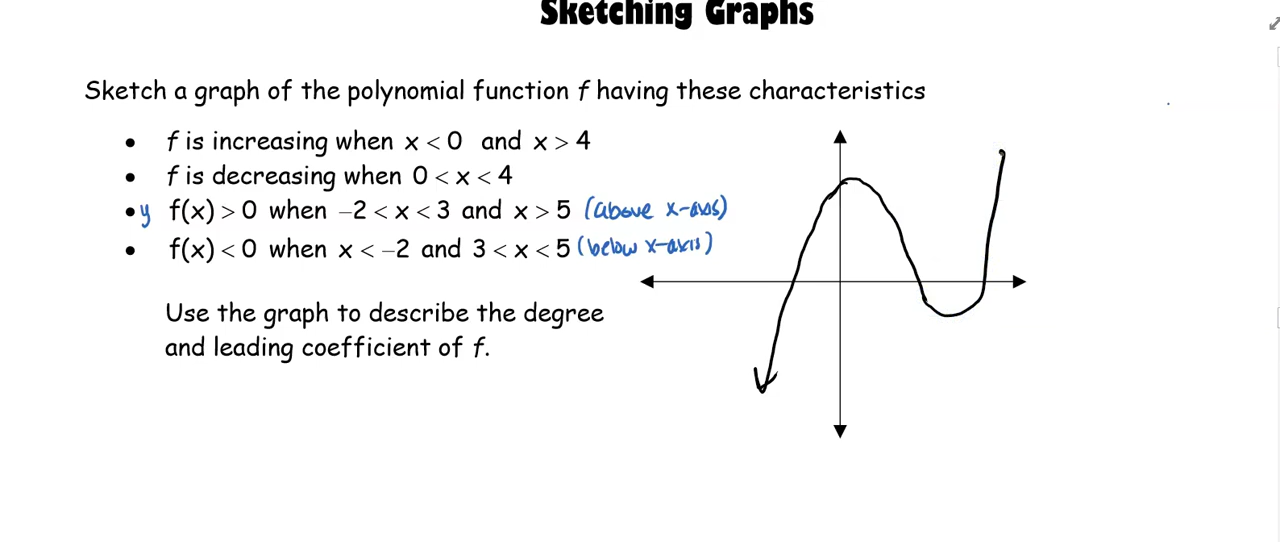 Sketching Graphs
Sketch a graph of the polynomial function f having these characteristics
• f is increasing when x < 0 and x > 4
• f is decreasing when 0 < x < 4
• y f(x) > 0 when −2 < x < 3 and x > 5 (above x-axis)
• f(x) < 0 when x < −2 and 3 < x < 5 (below x-axis)
Use the graph to describe the degree
and leading coefficient of f.